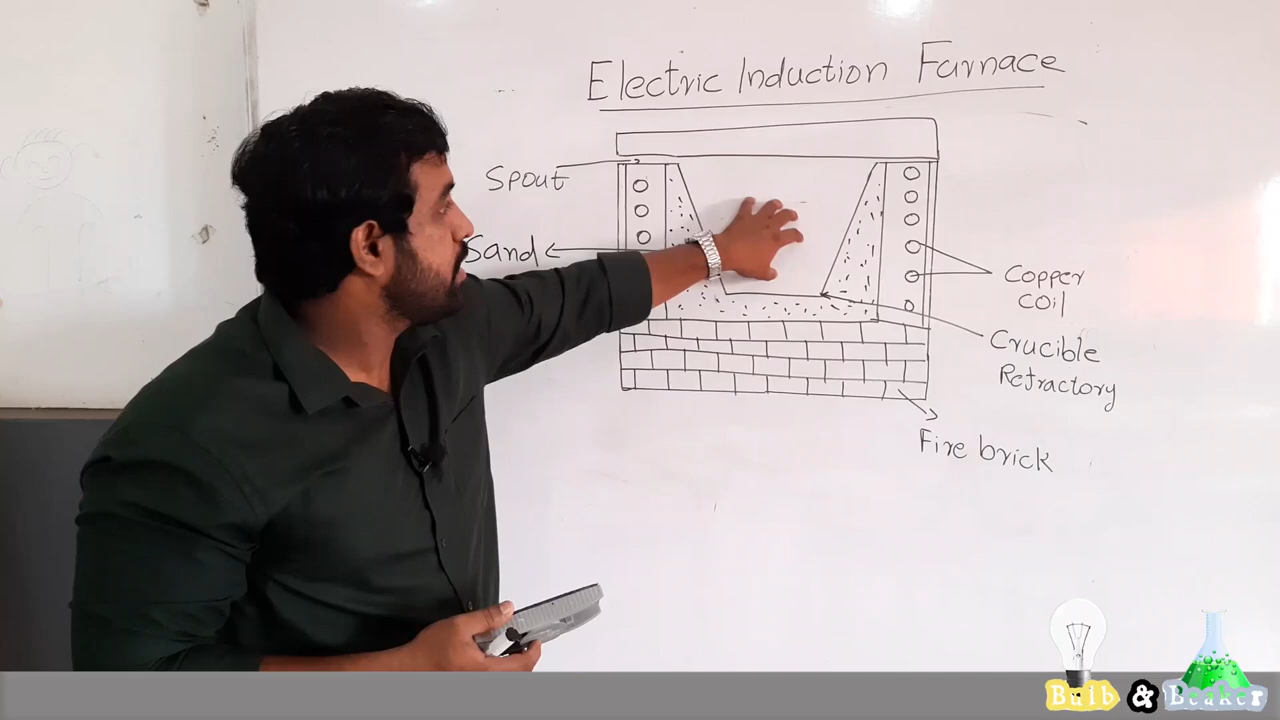 Electric Induction Furnace
Spout
Sand
Copper
Coil
Crucible
Refractory
Fire brick
Bulb & Beaker